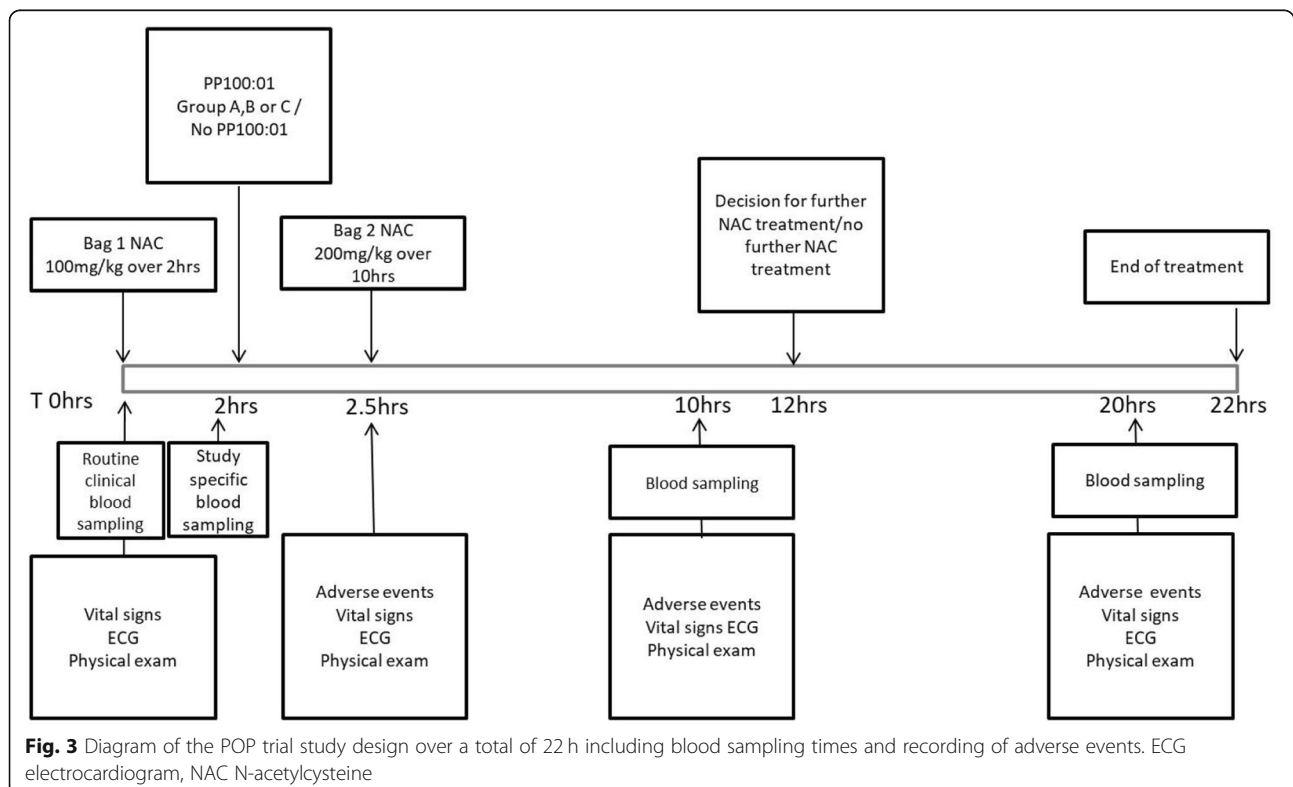 PP100:01
Group A,B or C /
No PP100:01
Bag 1 NAC
100mg/kg over 2hrs
Bag 2 NAC
200mg/kg over
10hrs
Decision for further
NAC treatment/no
further NAC
treatment
End of treatment
T 0hrs
2hrs
2.5hrs
10hrs
12hrs
20hrs
22hrs
Routine
clinical
blood
sampling
Study
specific
blood
sampling
Blood sampling
Blood sampling
Vital signs
ECG
Physical exam
Adverse events
Vital signs
ECG
Physical exam
Adverse events
Vital signs ECG
Physical exam
Adverse events
Vital signs
ECG
Physical exam
Fig. 3 Diagram of the POP trial study design over a total of 22 h including blood sampling times and recording of adverse events. ECG
electrocardiogram, NAC N-acetylcysteine